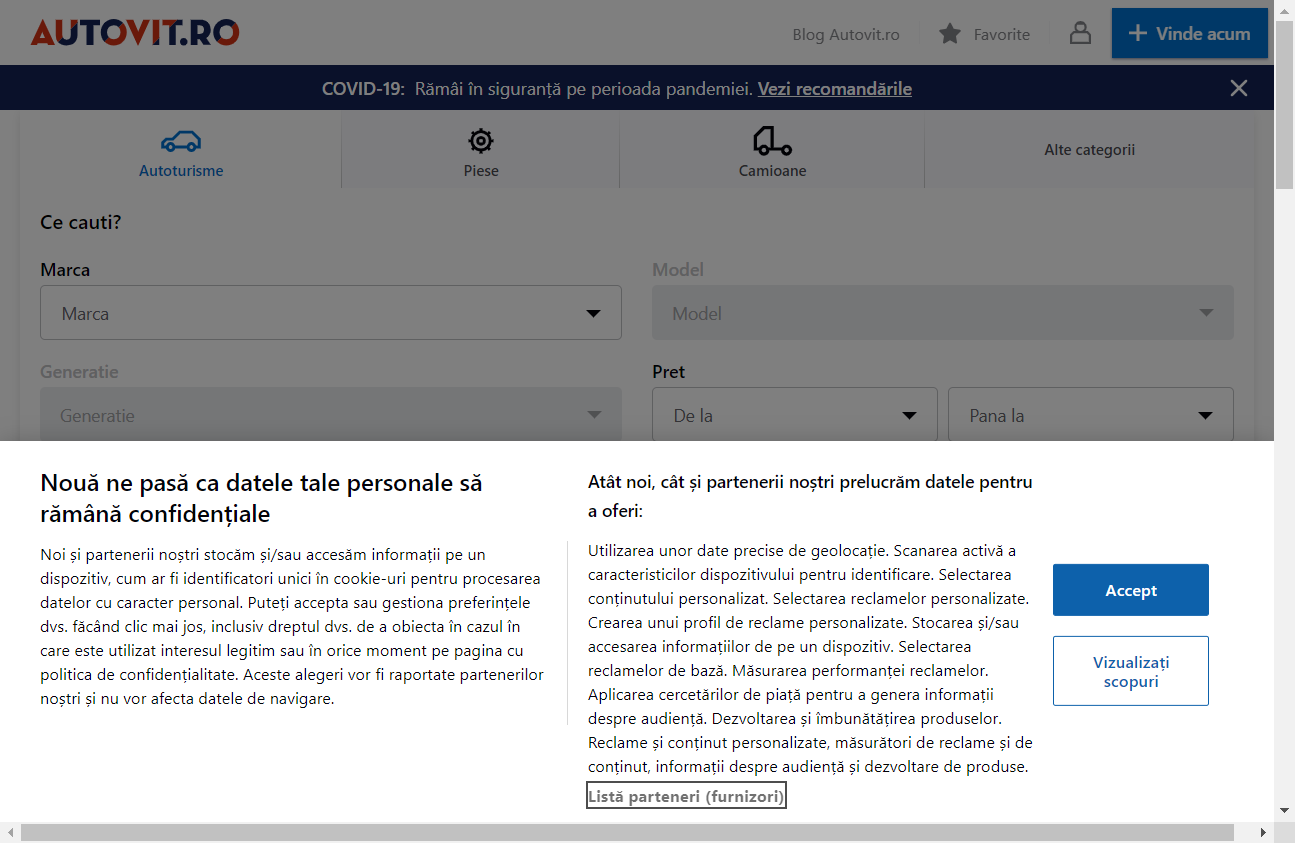 AUTOVIT.RO
Blog Autovit.ro
Favorite
Vinde acum
COVID-19: Rămâi în siguranță pe perioada pandemiei. Vezi recomandările
Autoturisme
Piese
Camioane
Alte categorii
Ce cauti?
Marca
Model
Marca
Model
Generatie
Pret
Generatie
De la
Pana la
Nouă ne pasă ca datele tale personale să
rămână confidențiale
Noi și partenerii noștri stocăm și/sau accesăm informații pe un
dispozitiv, cum ar fi identificatori unici în cookie-uri pentru procesarea
datelor cu caracter personal. Puteți accepta sau gestiona preferințele
dvs. făcând clic mai jos, inclusiv dreptul dvs. de a obiecta în cazul în
care este utilizat interesul legitim sau în orice moment pe pagina cu
politica de confidențialitate. Aceste alegeri vor fi raportate partenerilor
noștri și nu vor afecta datele de navigare.
Atât noi, cât și partenerii noștri prelucrăm datele pentru
a oferi:
Utilizarea unor date precise de geolocație. Scanarea activă a
caracteristicilor dispozitivului pentru identificare. Selectarea
conținutului personalizat. Selectarea reclamelor personalizate.
Crearea unui profil de reclame personalizate. Stocarea și/sau
accesarea informațiilor de pe un dispozitiv. Selectarea
reclamelor de bază. Măsurarea performanței reclamelor.
Aplicarea cercetărilor de piață pentru a genera informații
despre audiență. Dezvoltarea și îmbunătățirea produselor.
Reclame și conținut personalizate, măsurători de reclame și de
conținut, informații despre audiență și dezvoltare de produse.
Listă parteneri (furnizori)
Accept
Vizualizați
scopuri